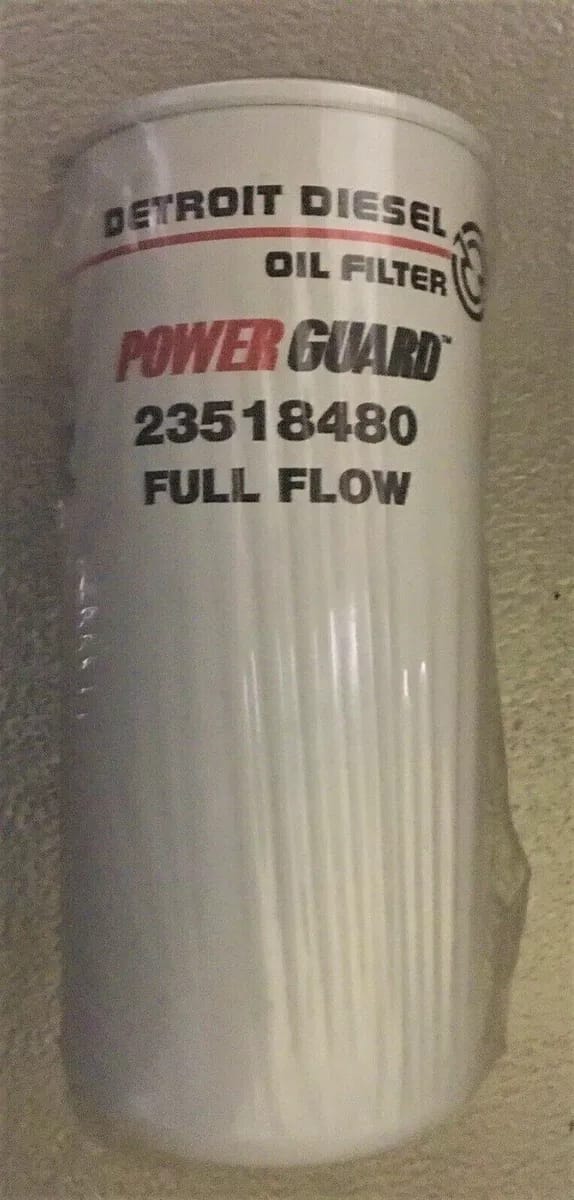 DETROIT DIESEL
OIL FILTER
POWER GUARD™
23518480
FULL FLOW